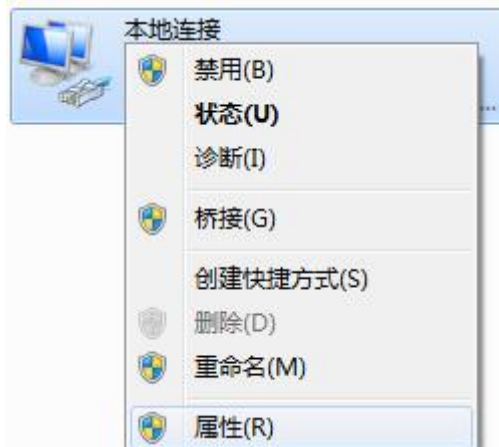 本地连接
禁用(B)
状态(U)
诊断(I)
...
桥接(G)
创建快捷方式(S)
删除(D)
重命名(M)
属性(R)